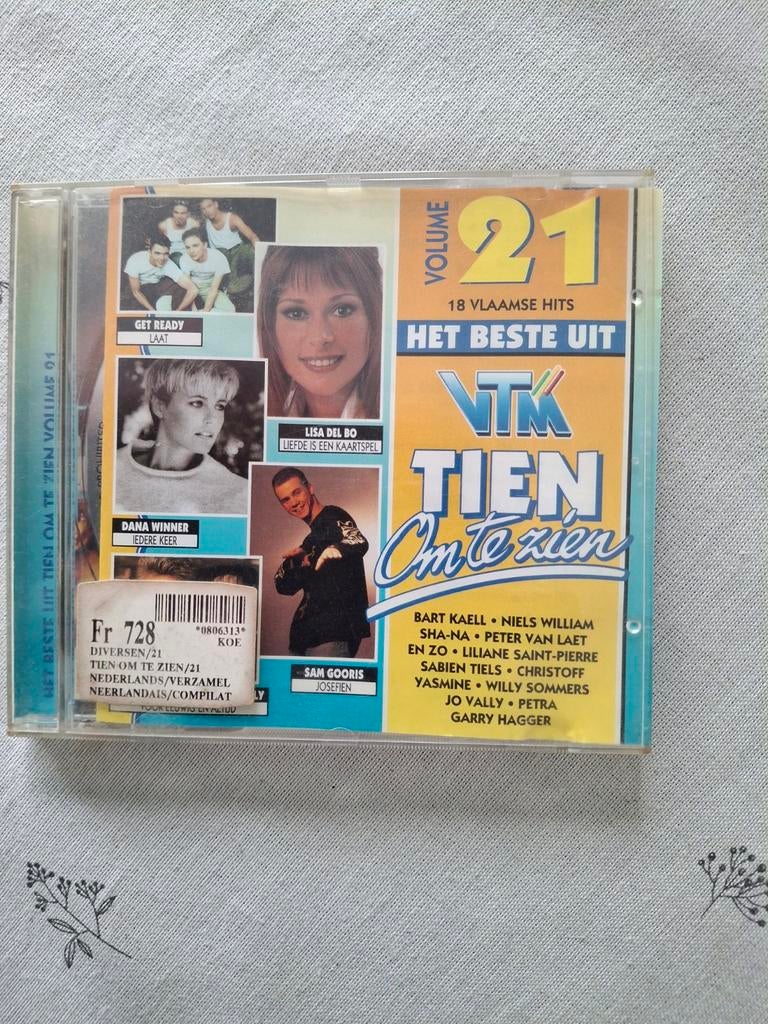 HET BESTE UIT TIEN OM TE ZIEN VOLUME 21
GET READY
LAAT
LISA DEL BO
LIEFDE IS EEN KAARTSPEL
DANA WINNER
IEDERE KEER
SAM GOORIS
JOSEFIEN
VOOR EEUWIG EN ALTIJD
Fr 728
*0806313*
KOE
DIVERSEN/21
TIEN OM TE ZIEN/21
NEDERLANDS/VERZAMEL
NEERLANDAIS/COMPILAT
VOLUME 21
18 VLAAMSE HITS
HET BESTE UIT
VTM
TIEN
Om te zien
BART KAELL • NIELS WILLIAM
SHA-NA • PETER VAN LAET
EN ZO • LILIANE SAINT-PIERRE
SABIEN TIELS • CHRISTOFF
YASMINE • WILLY SOMMERS
JO VALLY • PETRA
GARRY HAGGER